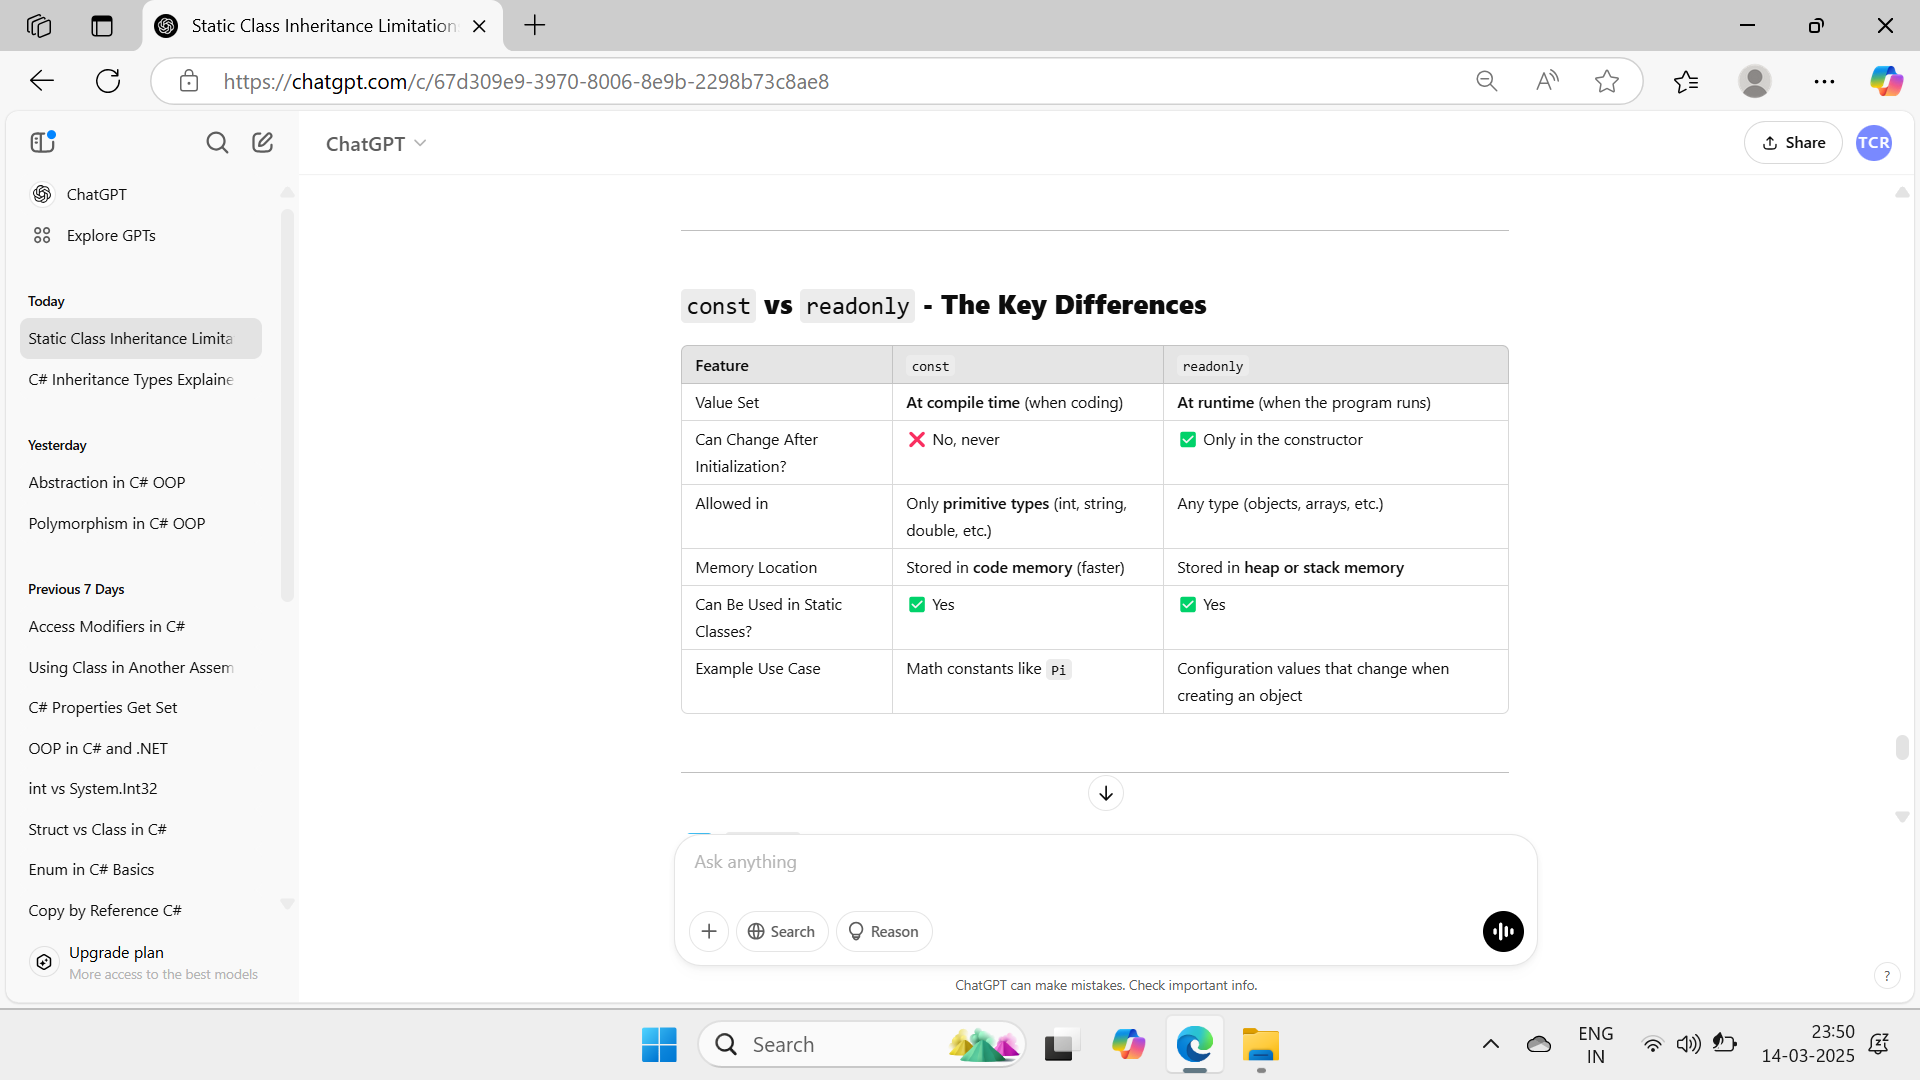 Static Class Inheritance Limitation
https://chatgpt.com/c/67d309e9-3970-8006-8e9b-2298b73c8ae8
ChatGPT
Share
TCR
ChatGPT
Explore GPTs
Today
Static Class Inheritance Limita
C# Inheritance Types Explaine
Yesterday
Abstraction in C# OOP
Polymorphism in C# OOP
Previous 7 Days
Access Modifiers in C#
Using Class in Another Assem
C# Properties Get Set
OOP in C# and .NET
int vs System.Int32
Struct vs Class in C#
Enum in C# Basics
Copy by Reference C#
Upgrade plan
More access to the best models
const vs readonly - The Key Differences
Feature const readonly
Value Set At compile time (when coding) At runtime (when the program runs)
Can Change After ❌ No, never ✅ Only in the constructor
Initialization?
Allowed in Only primitive types (int, string, Any type (objects, arrays, etc.)
double, etc.)
Memory Location Stored in code memory (faster) Stored in heap or stack memory
Can Be Used in Static ✅ Yes ✅ Yes
Classes?
Example Use Case Math constants like Pi Configuration values that change when
creating an object
Ask anything
Search Reason
ChatGPT can make mistakes. Check important info.
?
Search
ENG
IN
23:50
14-03-2025